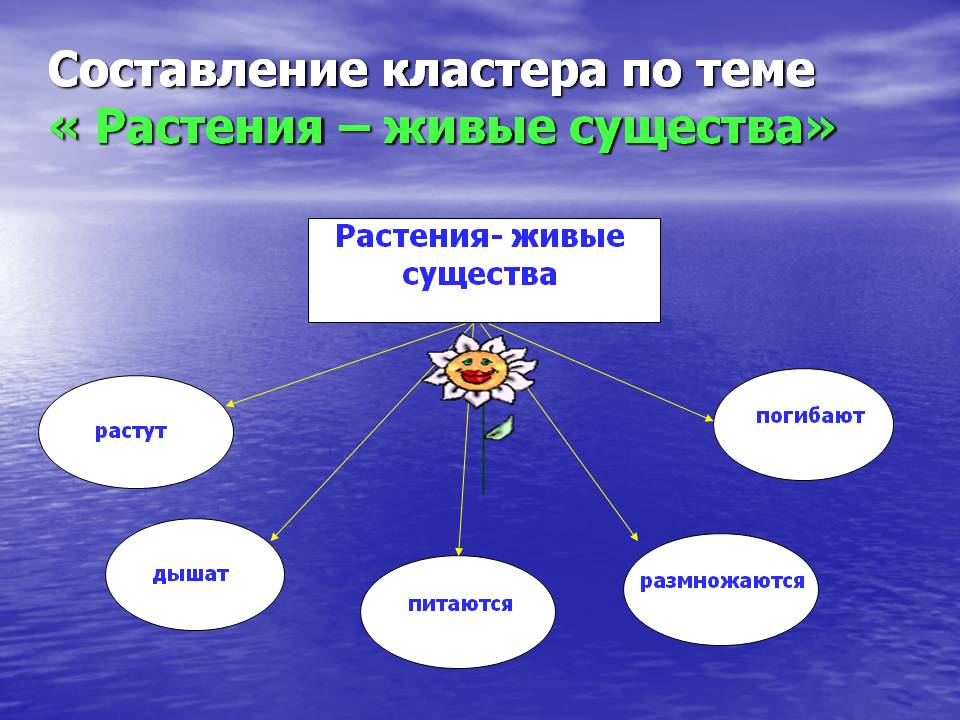 Составление кластера по теме
« Растения – живые существа»
Растения- живые
существа
растут
погибают
дышат
питаются
размножаются